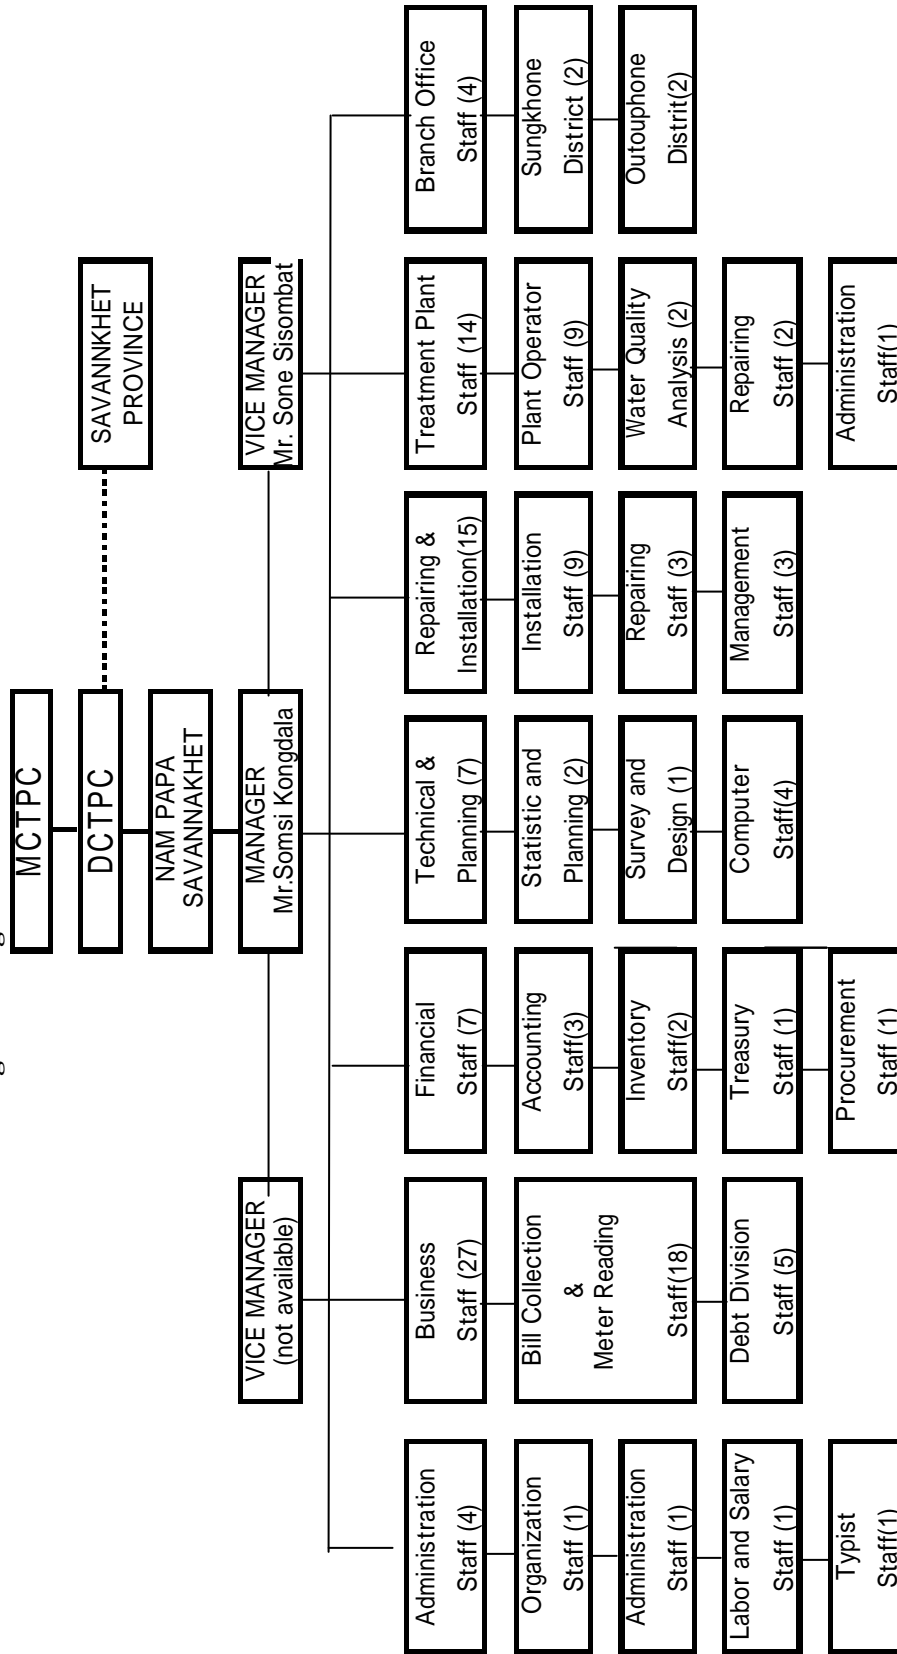 MCTPC
DCTPC
SAVANNKHET
PROVINCE
NAM PAPA
SAVANNAKHET
VICE MANAGER
(not available)
MANAGER
Mr.Somsi Kongdala
VICE MANAGER
Mr. Sone Sisombat
Administration
Staff (4)
Organization
Staff (1)
Administration
Staff (1)
Labor and Salary
Staff (1)
Typist
Staff(1)
Business
Staff (27)
Bill Collection
&
Meter Reading
Staff(18)
Debt Division
Staff (5)
Financial
Staff (7)
Accounting
Staff(3)
Inventory
Staff(2)
Treasury
Staff (1)
Procurement
Staff (1)
Technical &
Planning (7)
Statistic and
Planning (2)
Survey and
Design (1)
Computer
Staff(4)
Repairing &
Installation(15)
Installation
Staff (9)
Repairing
Staff (3)
Management
Staff (3)
Treatment Plant
Staff (14)
Plant Operator
Staff (9)
Water Quality
Analysis (2)
Repairing
Staff (2)
Administration
Staff(1)
Branch Office
Staff (4)
Sungkhone
District (2)
Outouphone
Distrit(2)